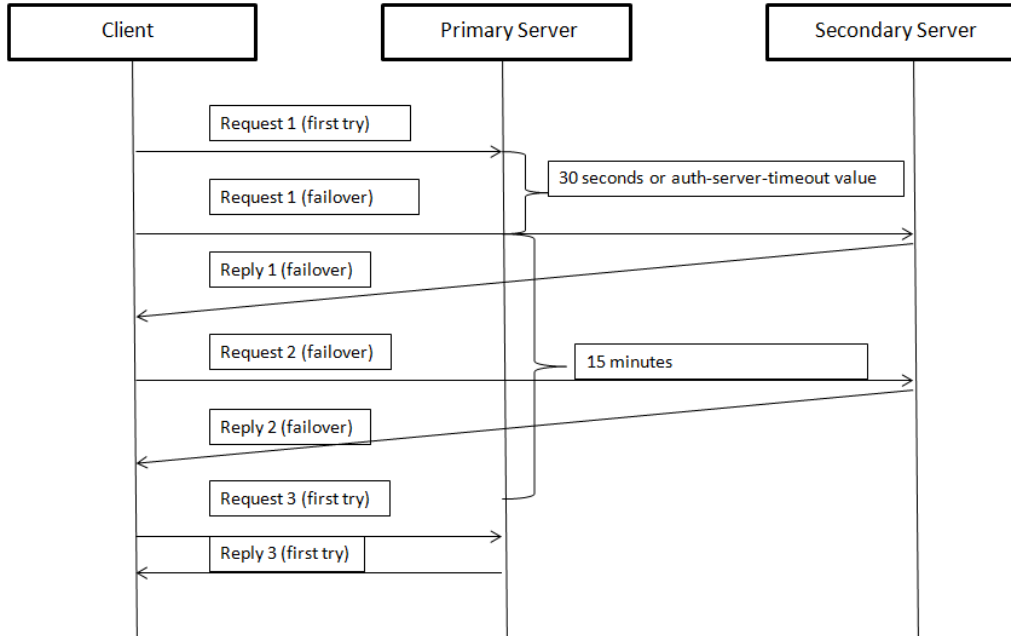 Client
Primary Server
Secondary Server
Request 1 (first try)
30 seconds or auth-server-timeout value
Request 1 (failover)
Reply 1 (failover)
Request 2 (failover)
15 minutes
Reply 2 (failover)
Request 3 (first try)
Reply 3 (first try)